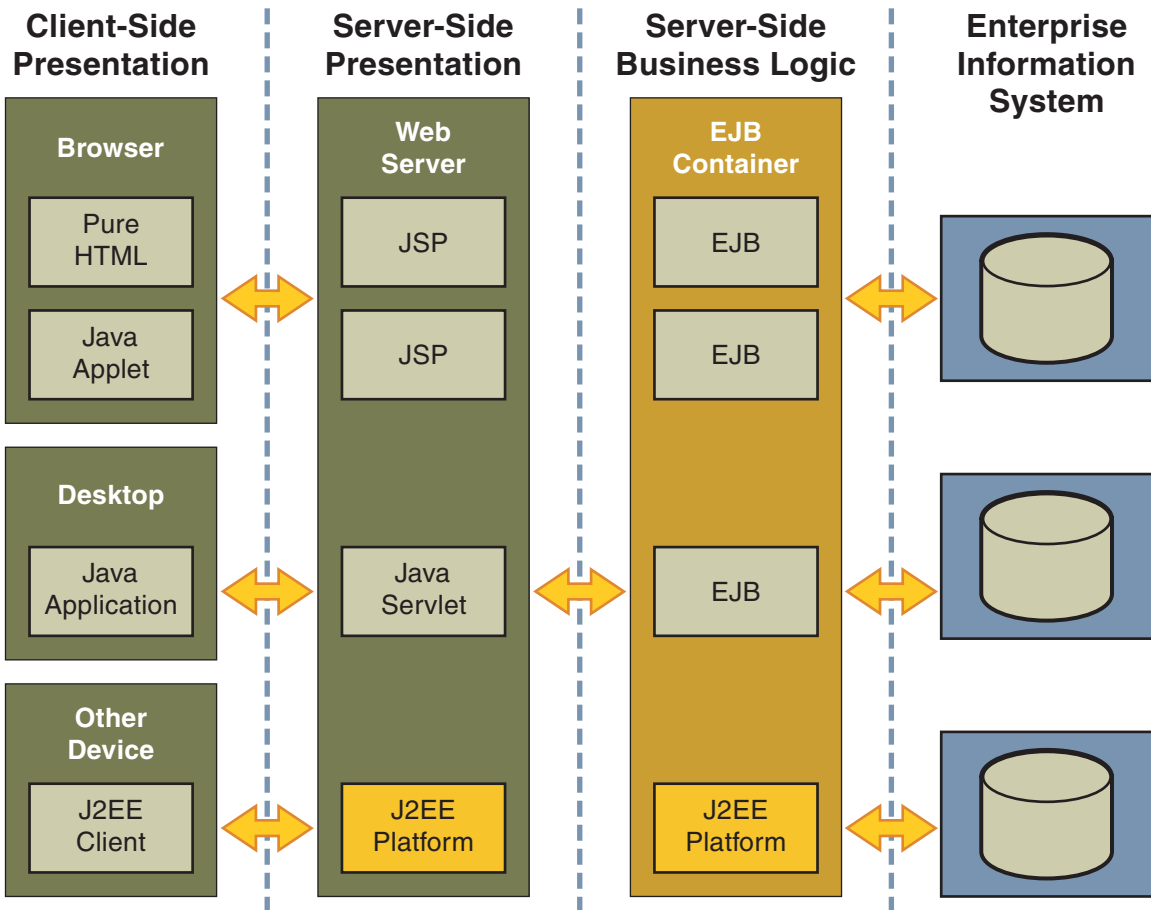 Client-Side
Presentation
Server-Side
Presentation
Server-Side
Business Logic
Enterprise
Information
System
Browser
Pure
HTML
Java
Applet
Desktop
Java
Application
Other
Device
J2EE
Client
Web
Server
JSP
JSP
Java
Servlet
J2EE
Platform
EJB
Container
EJB
EJB
EJB
J2EE
Platform